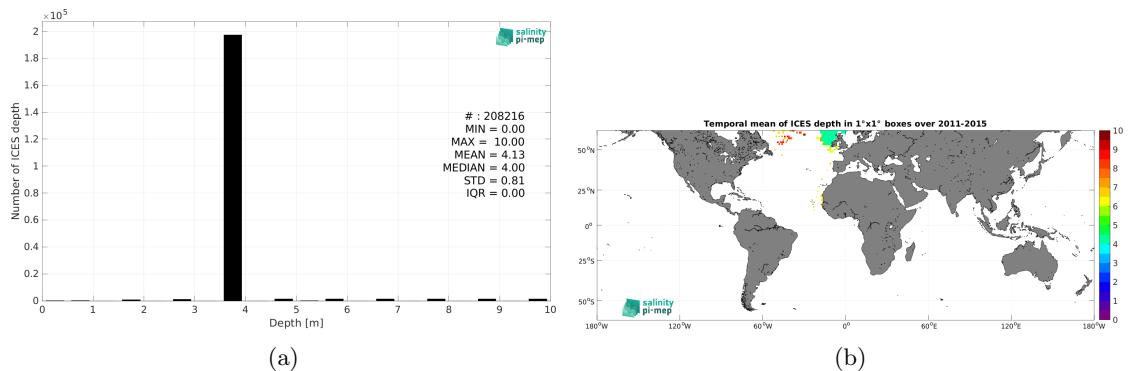 ×10⁵
2
1.8
1.6
1.4
1.2
1
0.8
0.6
0.4
0.2
0
Number of ICES depth
salinity
pi-mep
# : 208216
MIN = 0.00
MAX = 10.00
MEAN = 4.13
MEDIAN = 4.00
STD = 0.81
IQR = 0.00
0 1 2 3 4 5 6 7 8 9 10
Depth [m]
(a)
Temporal mean of ICES depth in 1°x1° boxes over 2011-2015
50°N
25°N
0°
25°S
50°S
salinity
pi-mep
180°W 120°W 60°W 0° 60°E 120°E 180°W
10
9
8
7
6
5
4
3
2
1
0
(b)